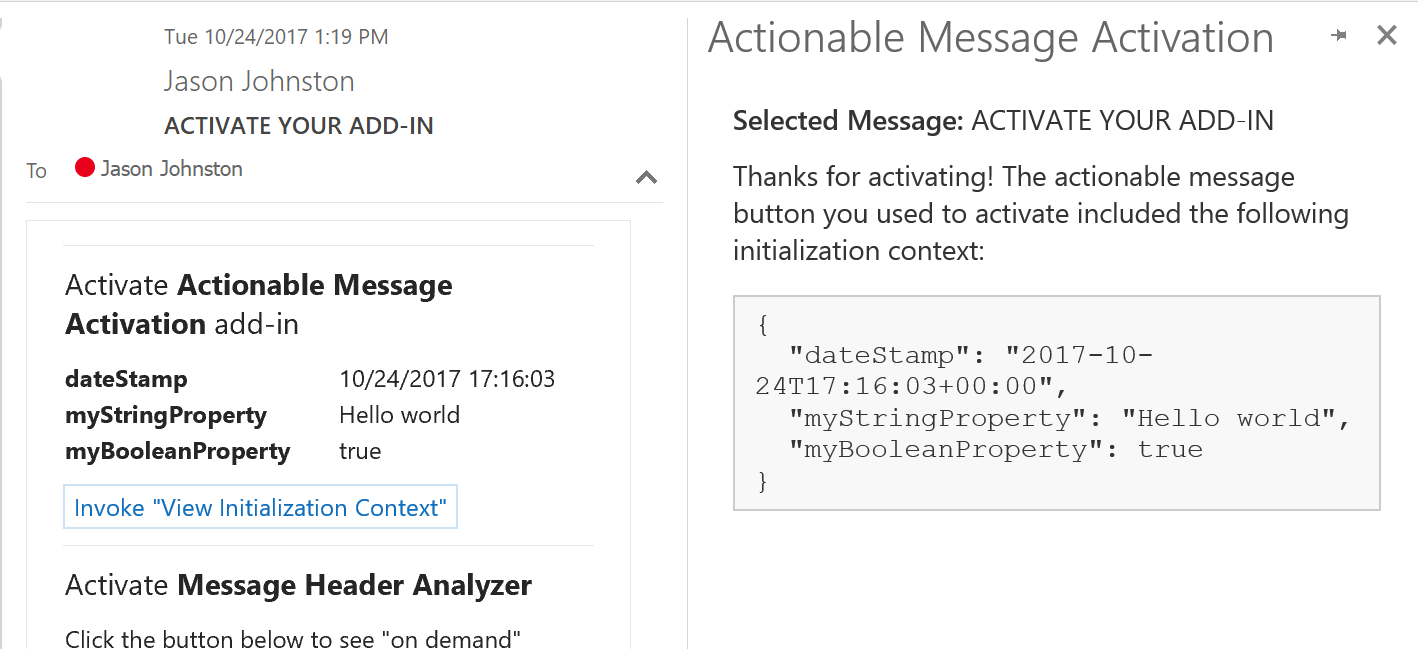 Tue 10/24/2017 1:19 PM
Jason Johnston
ACTIVATE YOUR ADD-IN
To Jason Johnston
Activate Actionable Message
Activation add-in
dateStamp 10/24/2017 17:16:03
myStringProperty Hello world
myBooleanProperty true
Invoke "View Initialization Context"
Activate Message Header Analyzer
Click the button below to see "on demand"
Actionable Message Activation
Selected Message: ACTIVATE YOUR ADD-IN
Thanks for activating! The actionable message
button you used to activate included the following
initialization context:
{
"dateStamp": "2017-10-
24T17:16:03+00:00",
"myStringProperty": "Hello world",
"myBooleanProperty": true
}